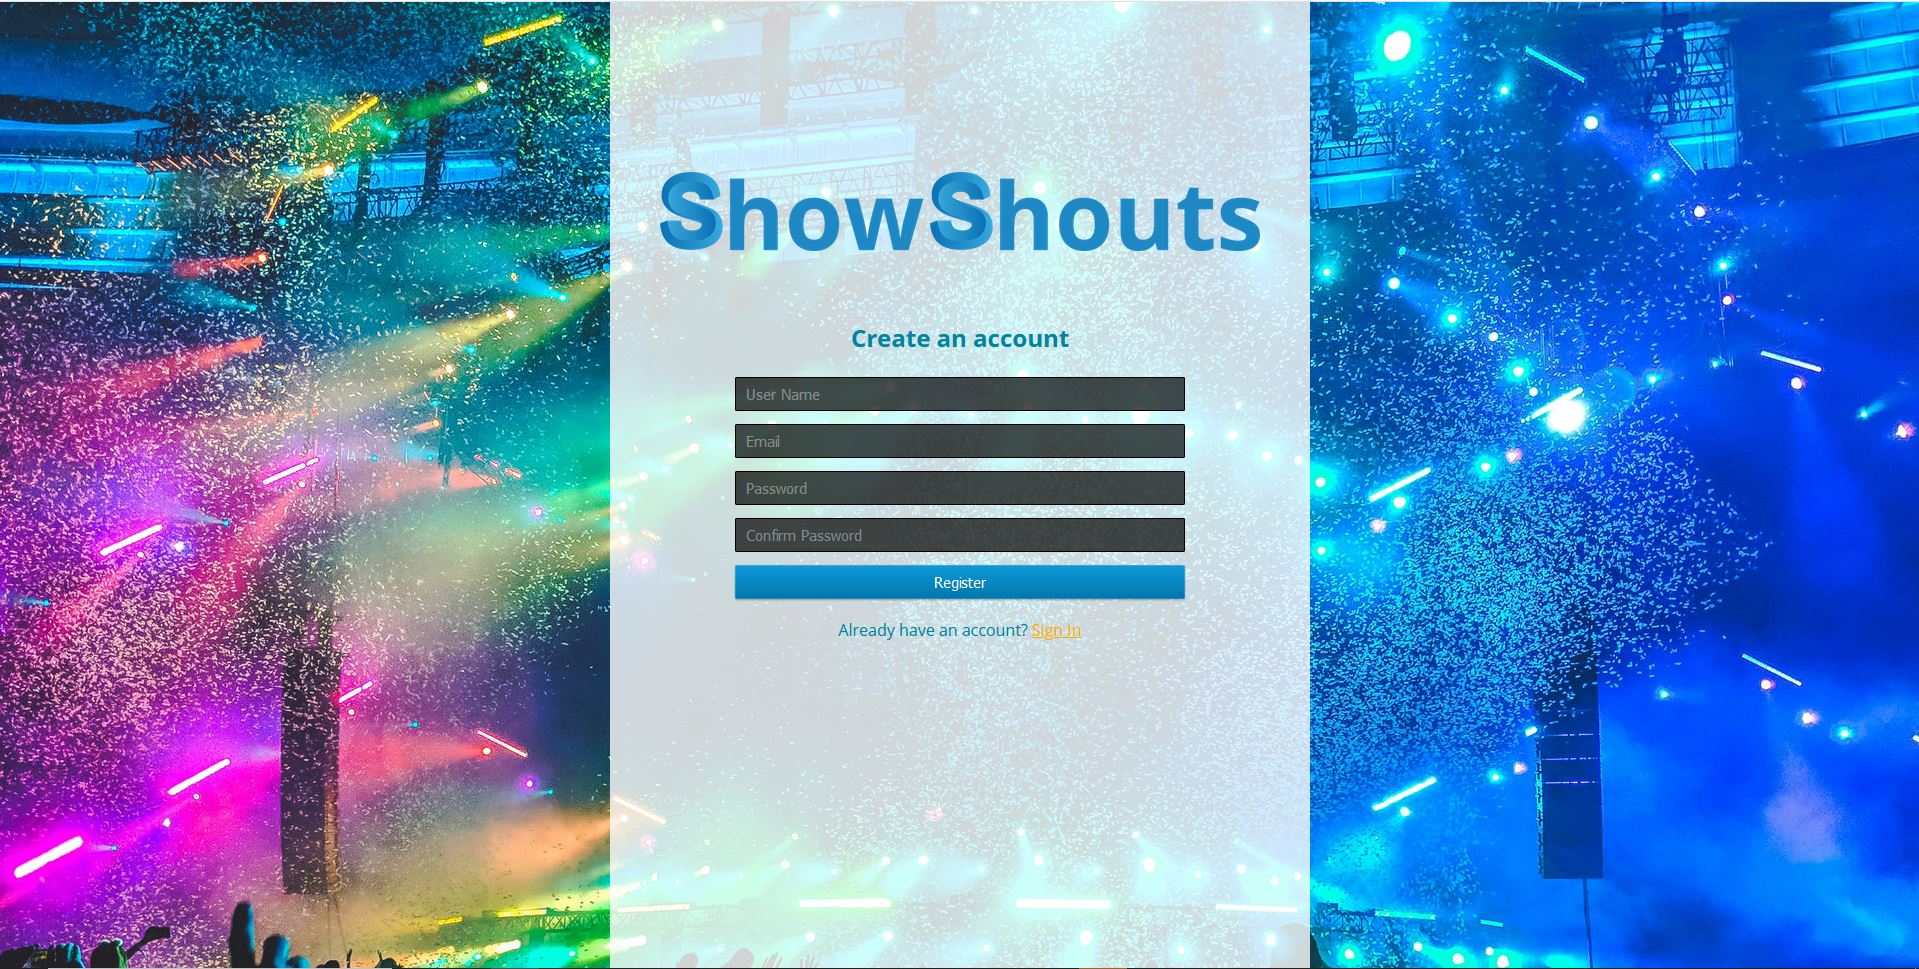 ShowShouts
Create an account
User Name
Email
Password
Confirm Password
Register
Already have an account? Sign In